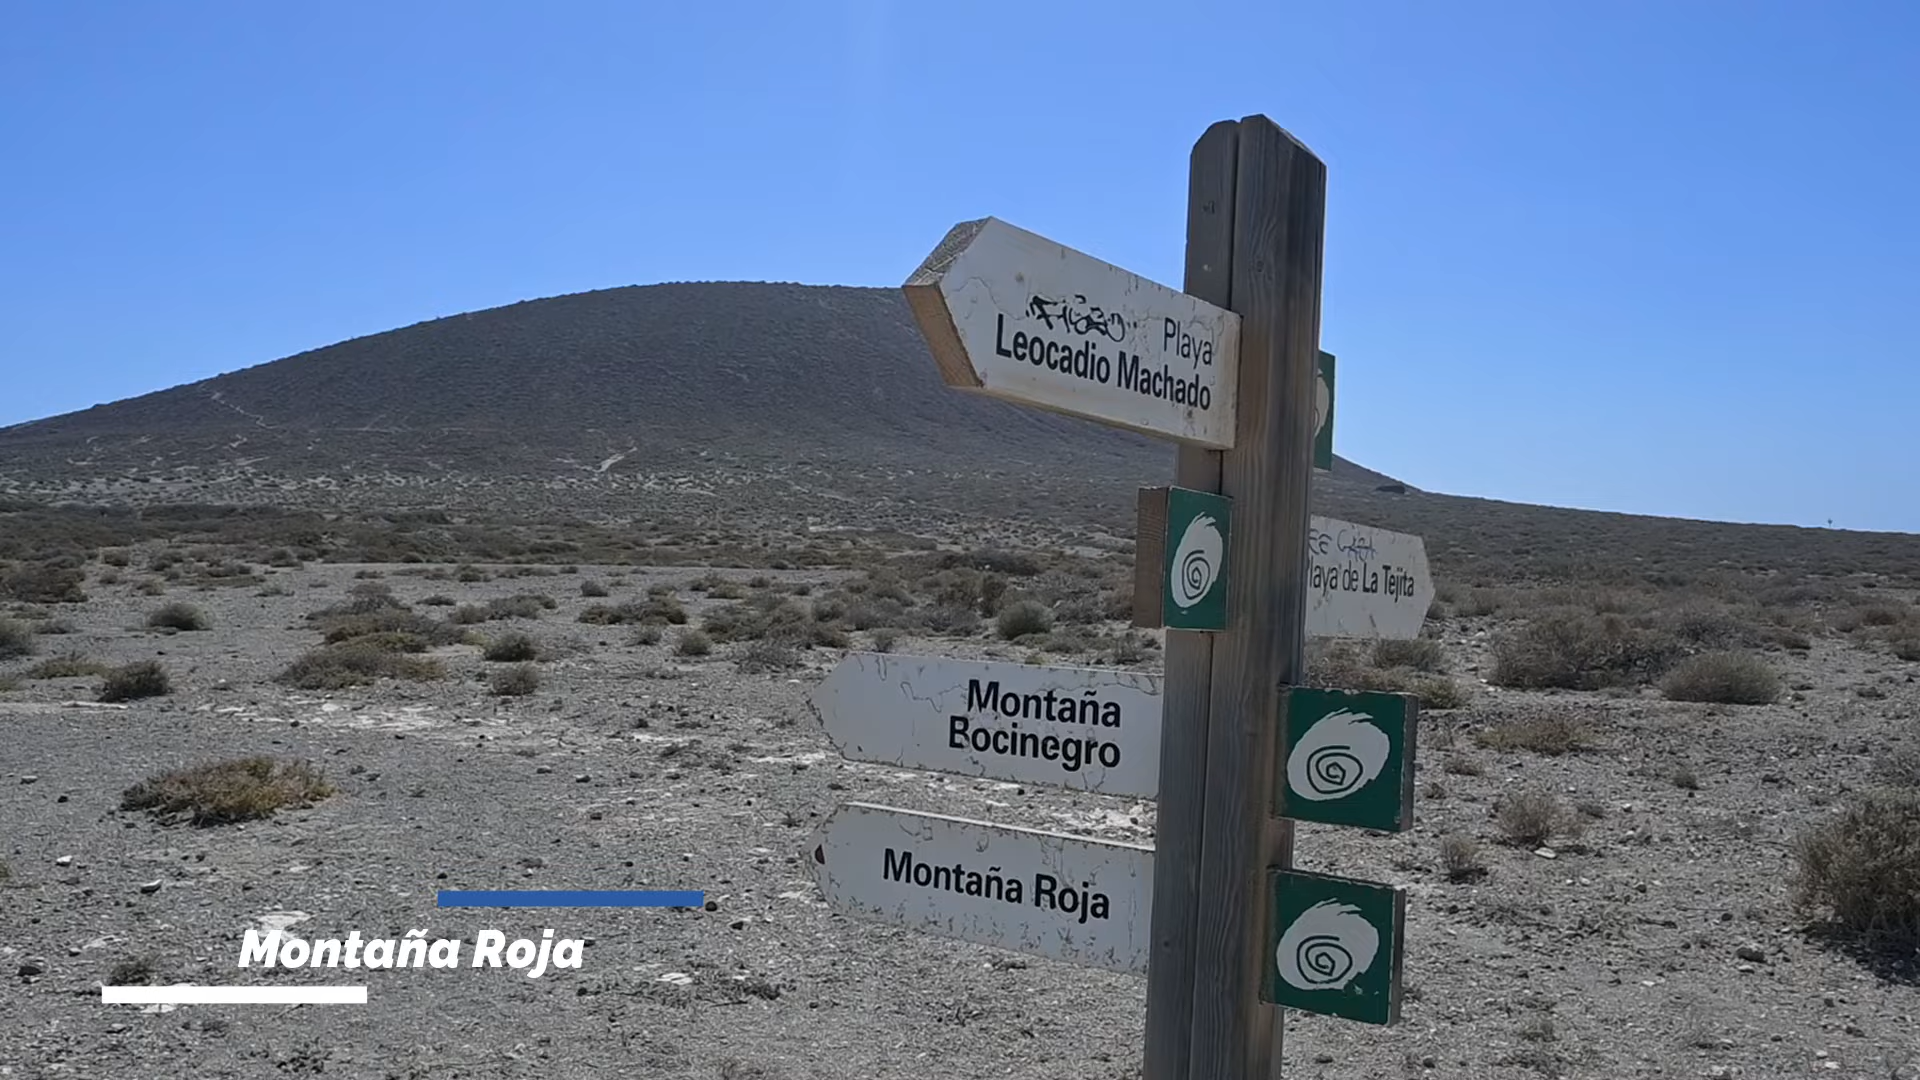 Playa
Leocadio Machado
Playa de La Tejita
Montaña
Bocinegro
Montaña Roja
Montaña Roja